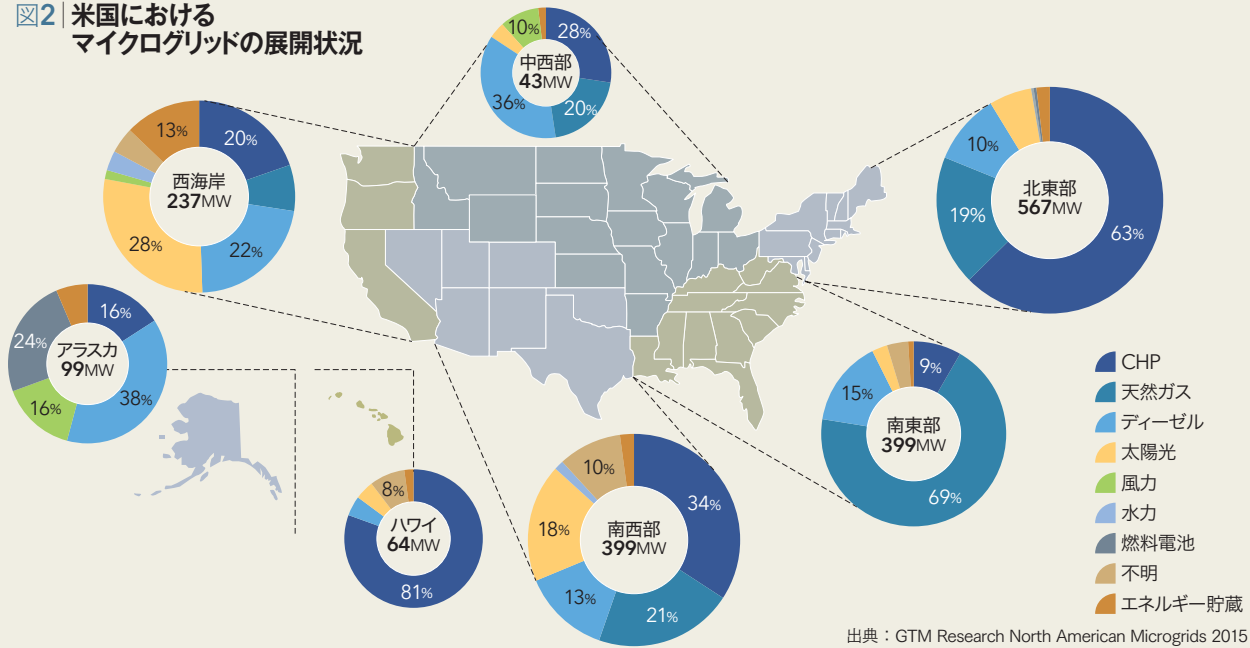 図2 | 米国における
マイクログリッドの展開状況
中西部
43MW
28%
20%
36%
10%
西海岸
237MW
20%
22%
28%
13%
北東部
567MW
63%
19%
10%
アラスカ
99MW
16%
38%
16%
24%
ハワイ
64MW
81%
8%
南西部
399MW
34%
21%
13%
18%
10%
南東部
399MW
9%
69%
15%
CHP
天然ガス
ディーゼル
太陽光
風力
水力
燃料電池
不明
エネルギー貯蔵
出典：GTM Research North American Microgrids 2015